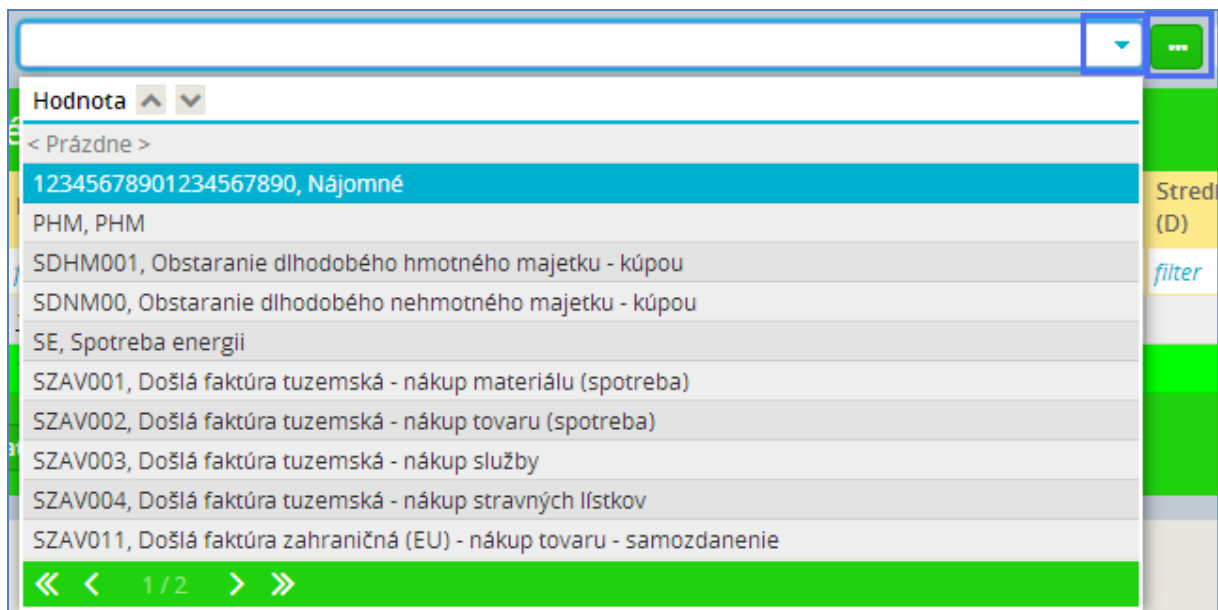 Hodnota
< Prázdne >
12345678901234567890, Nájomné
PHM, PHM
SDHM001, Obstaranie dlhodobého hmotného majetku - kúpou
SDNM00, Obstaranie dlhodobého nehmotného majetku - kúpou
SE, Spotreba energii
SZAV001, Došlá faktúra tuzemská - nákup materiálu (spotreba)
SZAV002, Došlá faktúra tuzemská - nákup tovaru (spotreba)
SZAV003, Došlá faktúra tuzemská - nákup služby
SZAV004, Došlá faktúra tuzemská - nákup stravných lístkov
SZAV011, Došlá faktúra zahraničná (EU) - nákup tovaru - samozdanenie
1 / 2
(D)
filter